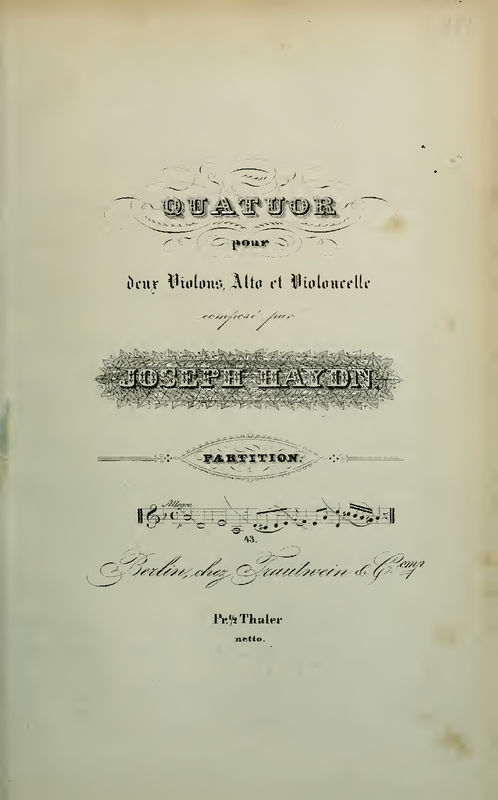 QUATUOR
pour
deux Violons, Alto et Violoncelle
composé par
JOSEPH HAYDN.
PARTITION.
Allegro
p
43.
Berlin, chez Trautwein & Comp
Pr. 1/2 Thaler
netto.